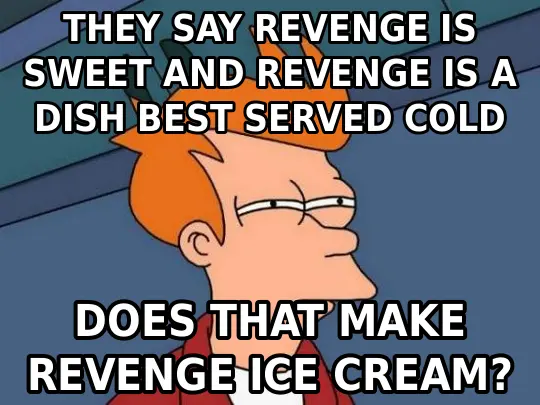 THEY SAY REVENGE IS
SWEET AND REVENGE IS A
DISH BEST SERVED COLD
DOES THAT MAKE
REVENGE ICE CREAM?